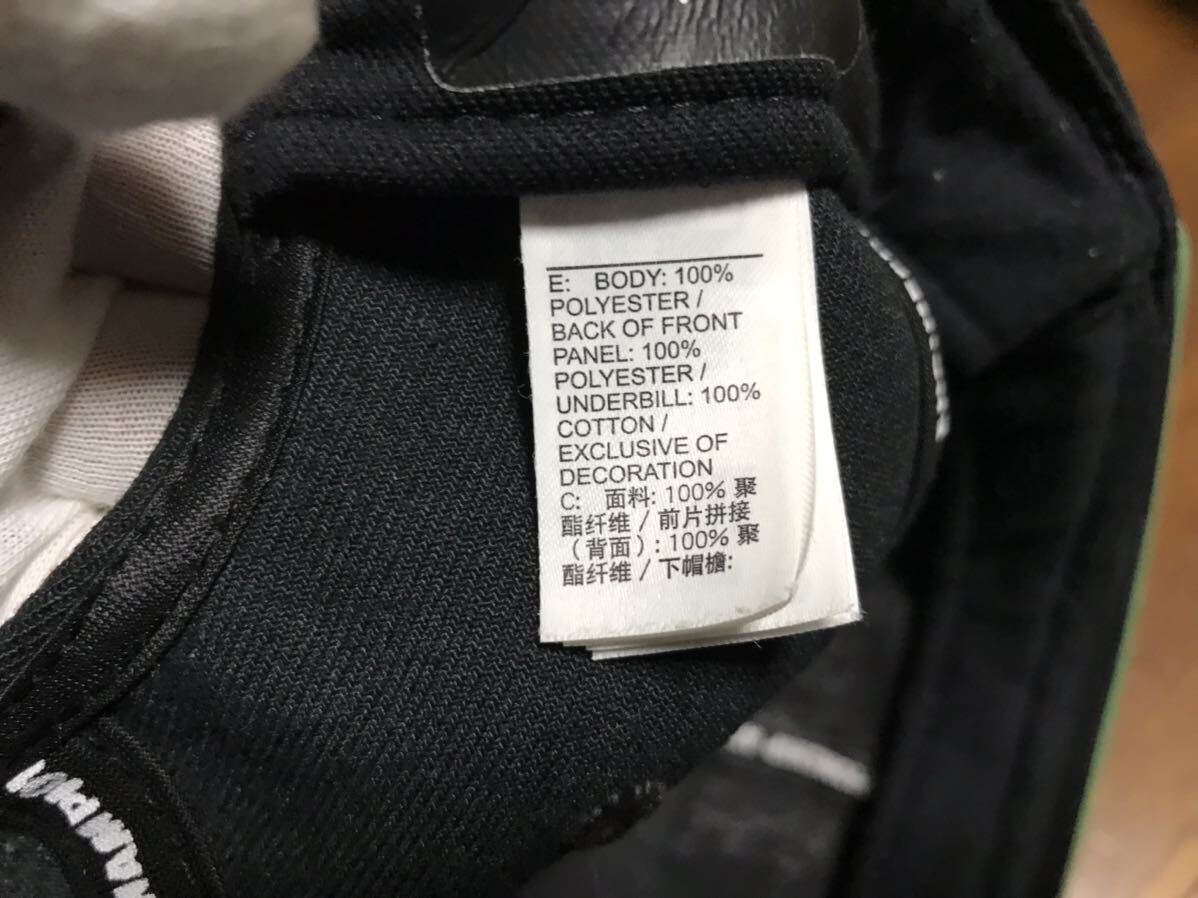 E: BODY: 100%
POLYESTER /
BACK OF FRONT
PANEL: 100%
POLYESTER /
UNDERBILL: 100%
COTTON /
EXCLUSIVE OF
DECORATION
C: 面料: 100% 聚
酯纤维 / 前片拼接
（背面）: 100% 聚
酯纤维 / 下帽檐: